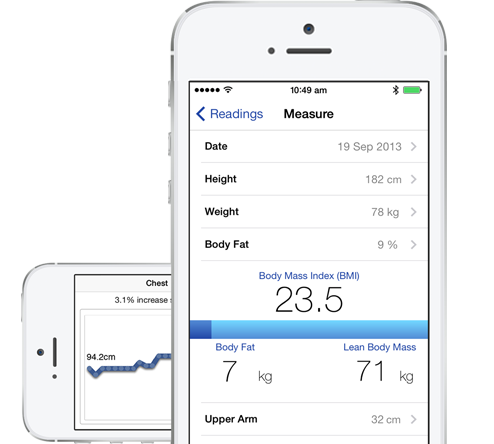 10:49 am
Readings
Measure
Date 19 Sep 2013
Height 182 cm
Weight 78 kg
Body Fat 9 %
Body Mass Index (BMI)
23.5
Body Fat Lean Body Mass
7 kg 71 kg
Upper Arm 32 cm
Chest
3.1% increase
94.2cm